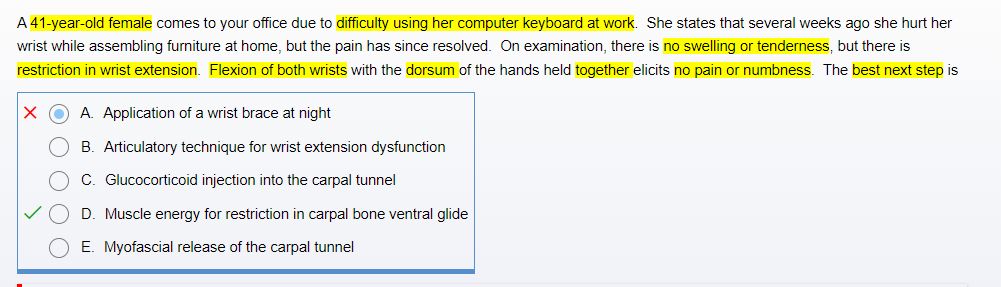 A 41-year-old female comes to your office due to difficulty using her computer keyboard at work.  She states that several weeks ago she hurt her
wrist while assembling furniture at home, but the pain has since resolved.  On examination, there is no swelling or tenderness, but there is
restriction in wrist extension.  Flexion of both wrists with the dorsum of the hands held together elicits no pain or numbness.  The best next step is
A. Application of a wrist brace at night
B. Articulatory technique for wrist extension dysfunction
C. Glucocorticoid injection into the carpal tunnel
D. Muscle energy for restriction in carpal bone ventral glide
E. Myofascial release of the carpal tunnel